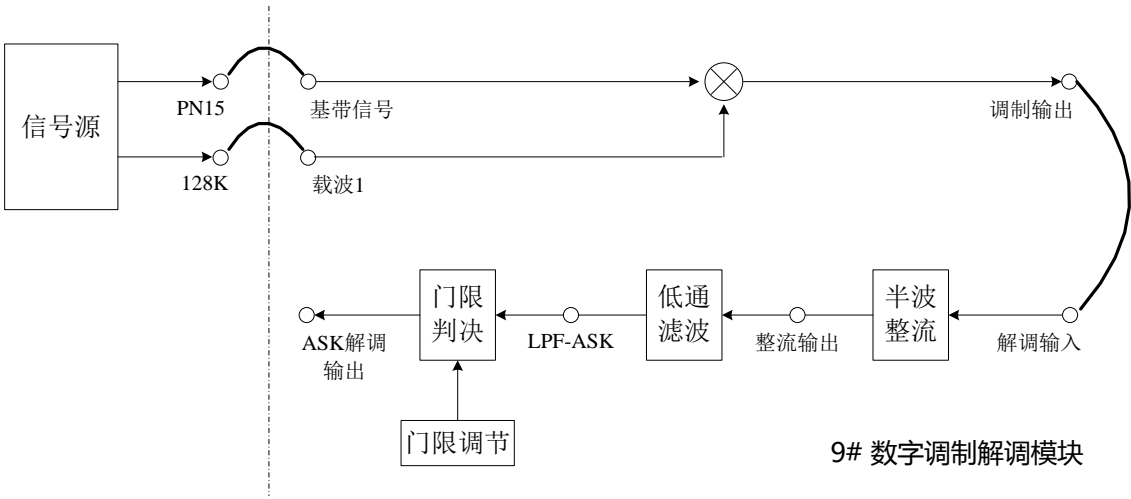 信号源
PN15
基带信号
调制输出
128K
载波1
门限
判决
低通
滤波
半波
整流
ASK解调
输出
LPF-ASK
整流输出
解调输入
门限调节
9# 数字调制解调模块